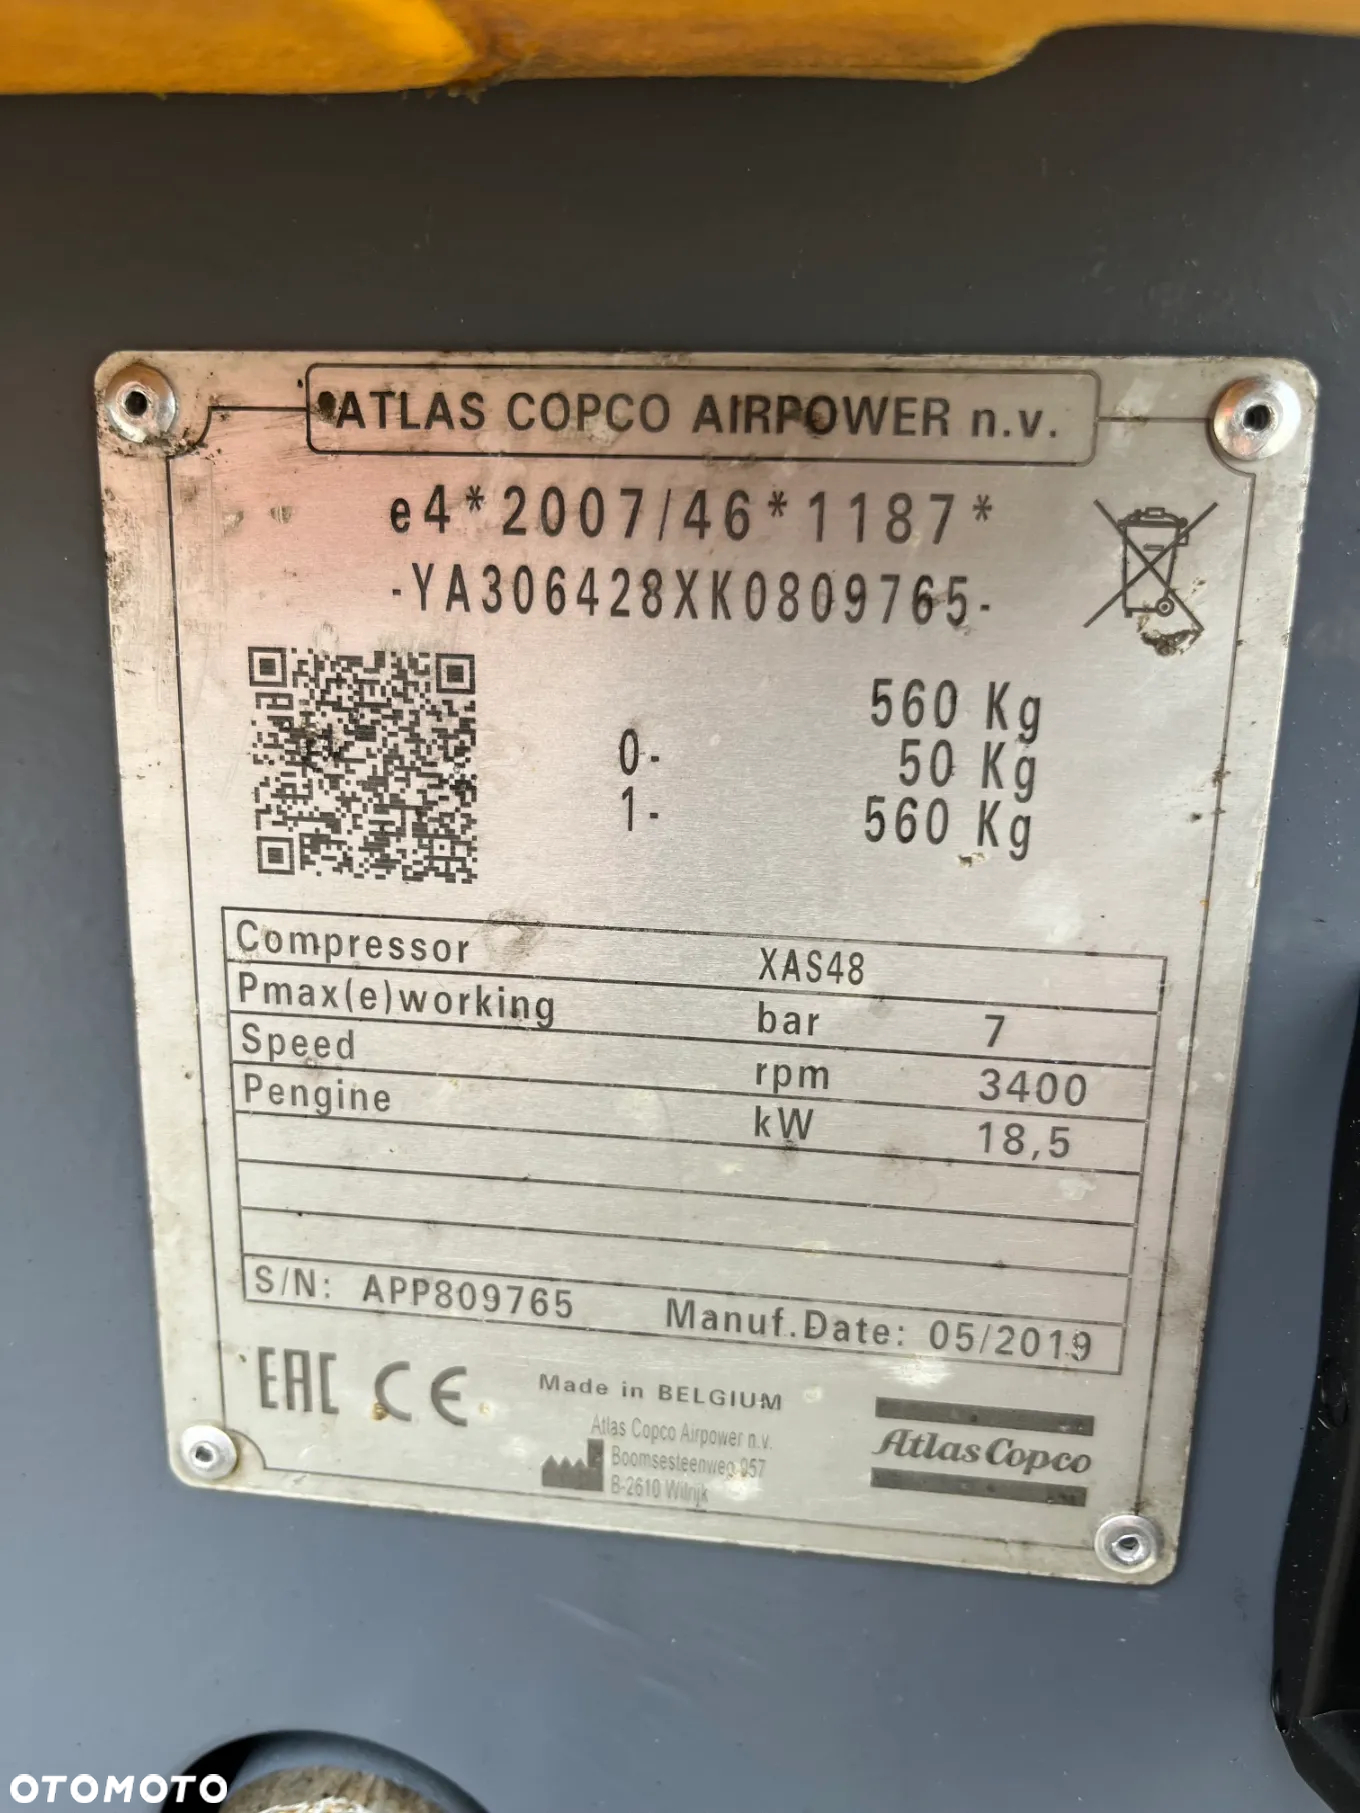 ATLAS COPCO AIRPOWER n.v.
e4*2007/46*1187*
-YA306428XK0809765-
560 Kg
0- 50 Kg
1- 560 Kg
Compressor XAS48
Pmax(e)working bar 7
Speed rpm 3400
Pengine kW 18,5
S/N: APP809765 Manuf.Date: 05/2019
EAC CE
Made in BELGIUM
Atlas Copco Airpower n.v.
Boomsesteenweg 957
B-2610 Wilrijk
Atlas Copco
OTOMOTO